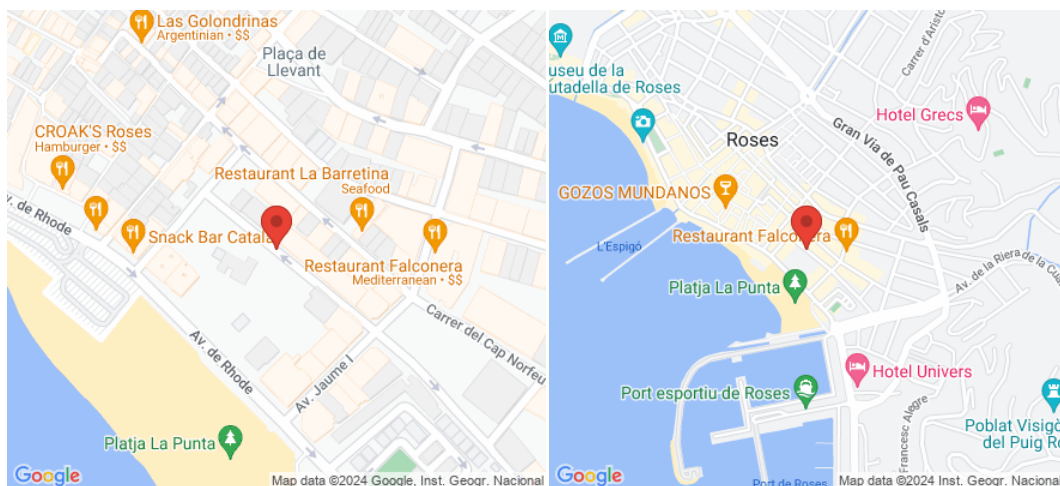 Las Golondrinas
Argentinian • $$
Plaça de
Llevant
CROAK'S Roses
Hamburger • $$
Restaurant La Barretina
Seafood
Av. de Rhode
Snack Bar Catala
Restaurant Falconera
Mediterranean • $$
Av. de Rhode
Av. Jaume I
Carrer del Cap Norfeu
Platja La Punta
Google
Map data ©2024 Google, Inst. Geogr. Nacional
useu de la
utadella de Roses
Carrer d'Aristo
Hotel Grecs
Roses
Gran Via de Pau Casals
GOZOS MUNDANOS
L'Espigó
Restaurant Falconera
Av. de la Riera de la Cua
Platja La Punta
Hotel Univers
Port esportiu de Roses
Francesc Alegre
Poblat Visigò
del Puig Ro
Port de Roses
Google
Map data ©2024 Inst. Geogr. Nacional